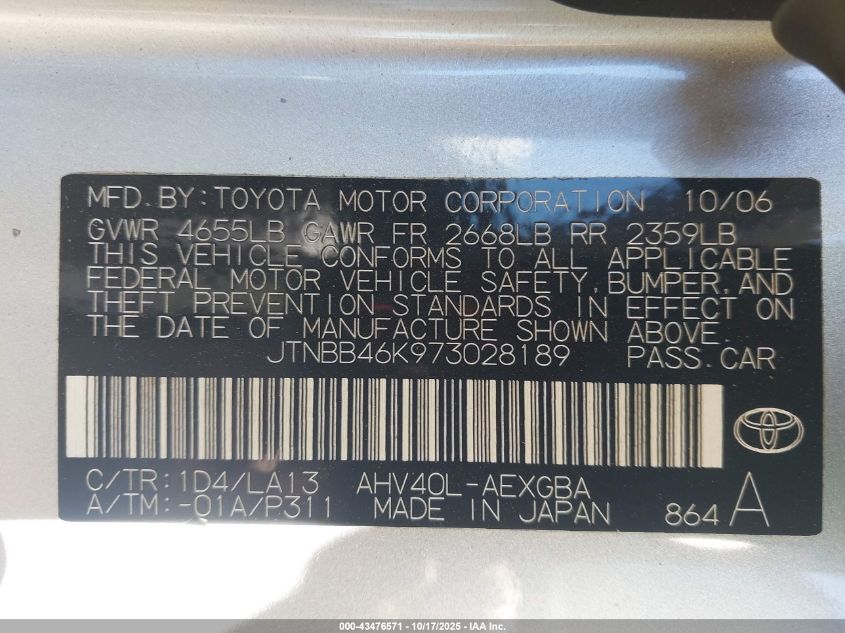 MFD. BY: TOYOTA MOTOR CORPORATION 10/06
GVWR 4655LB GAWR FR 2668LB RR 2359LB
THIS VEHICLE CONFORMS TO ALL APPLICABLE
FEDERAL MOTOR VEHICLE SAFETY, BUMPER, AND
THEFT PREVENTION STANDARDS IN EFFECT ON
THE DATE OF MANUFACTURE SHOWN ABOVE.
JTNBB46K973028189 PASS. CAR
C/TR: 1D4/LA13 AHV40L-AEXGBA
A/TM: -01A/P311 MADE IN JAPAN 864 A
000-43476571 - 10/17/2025 - IAA Inc.